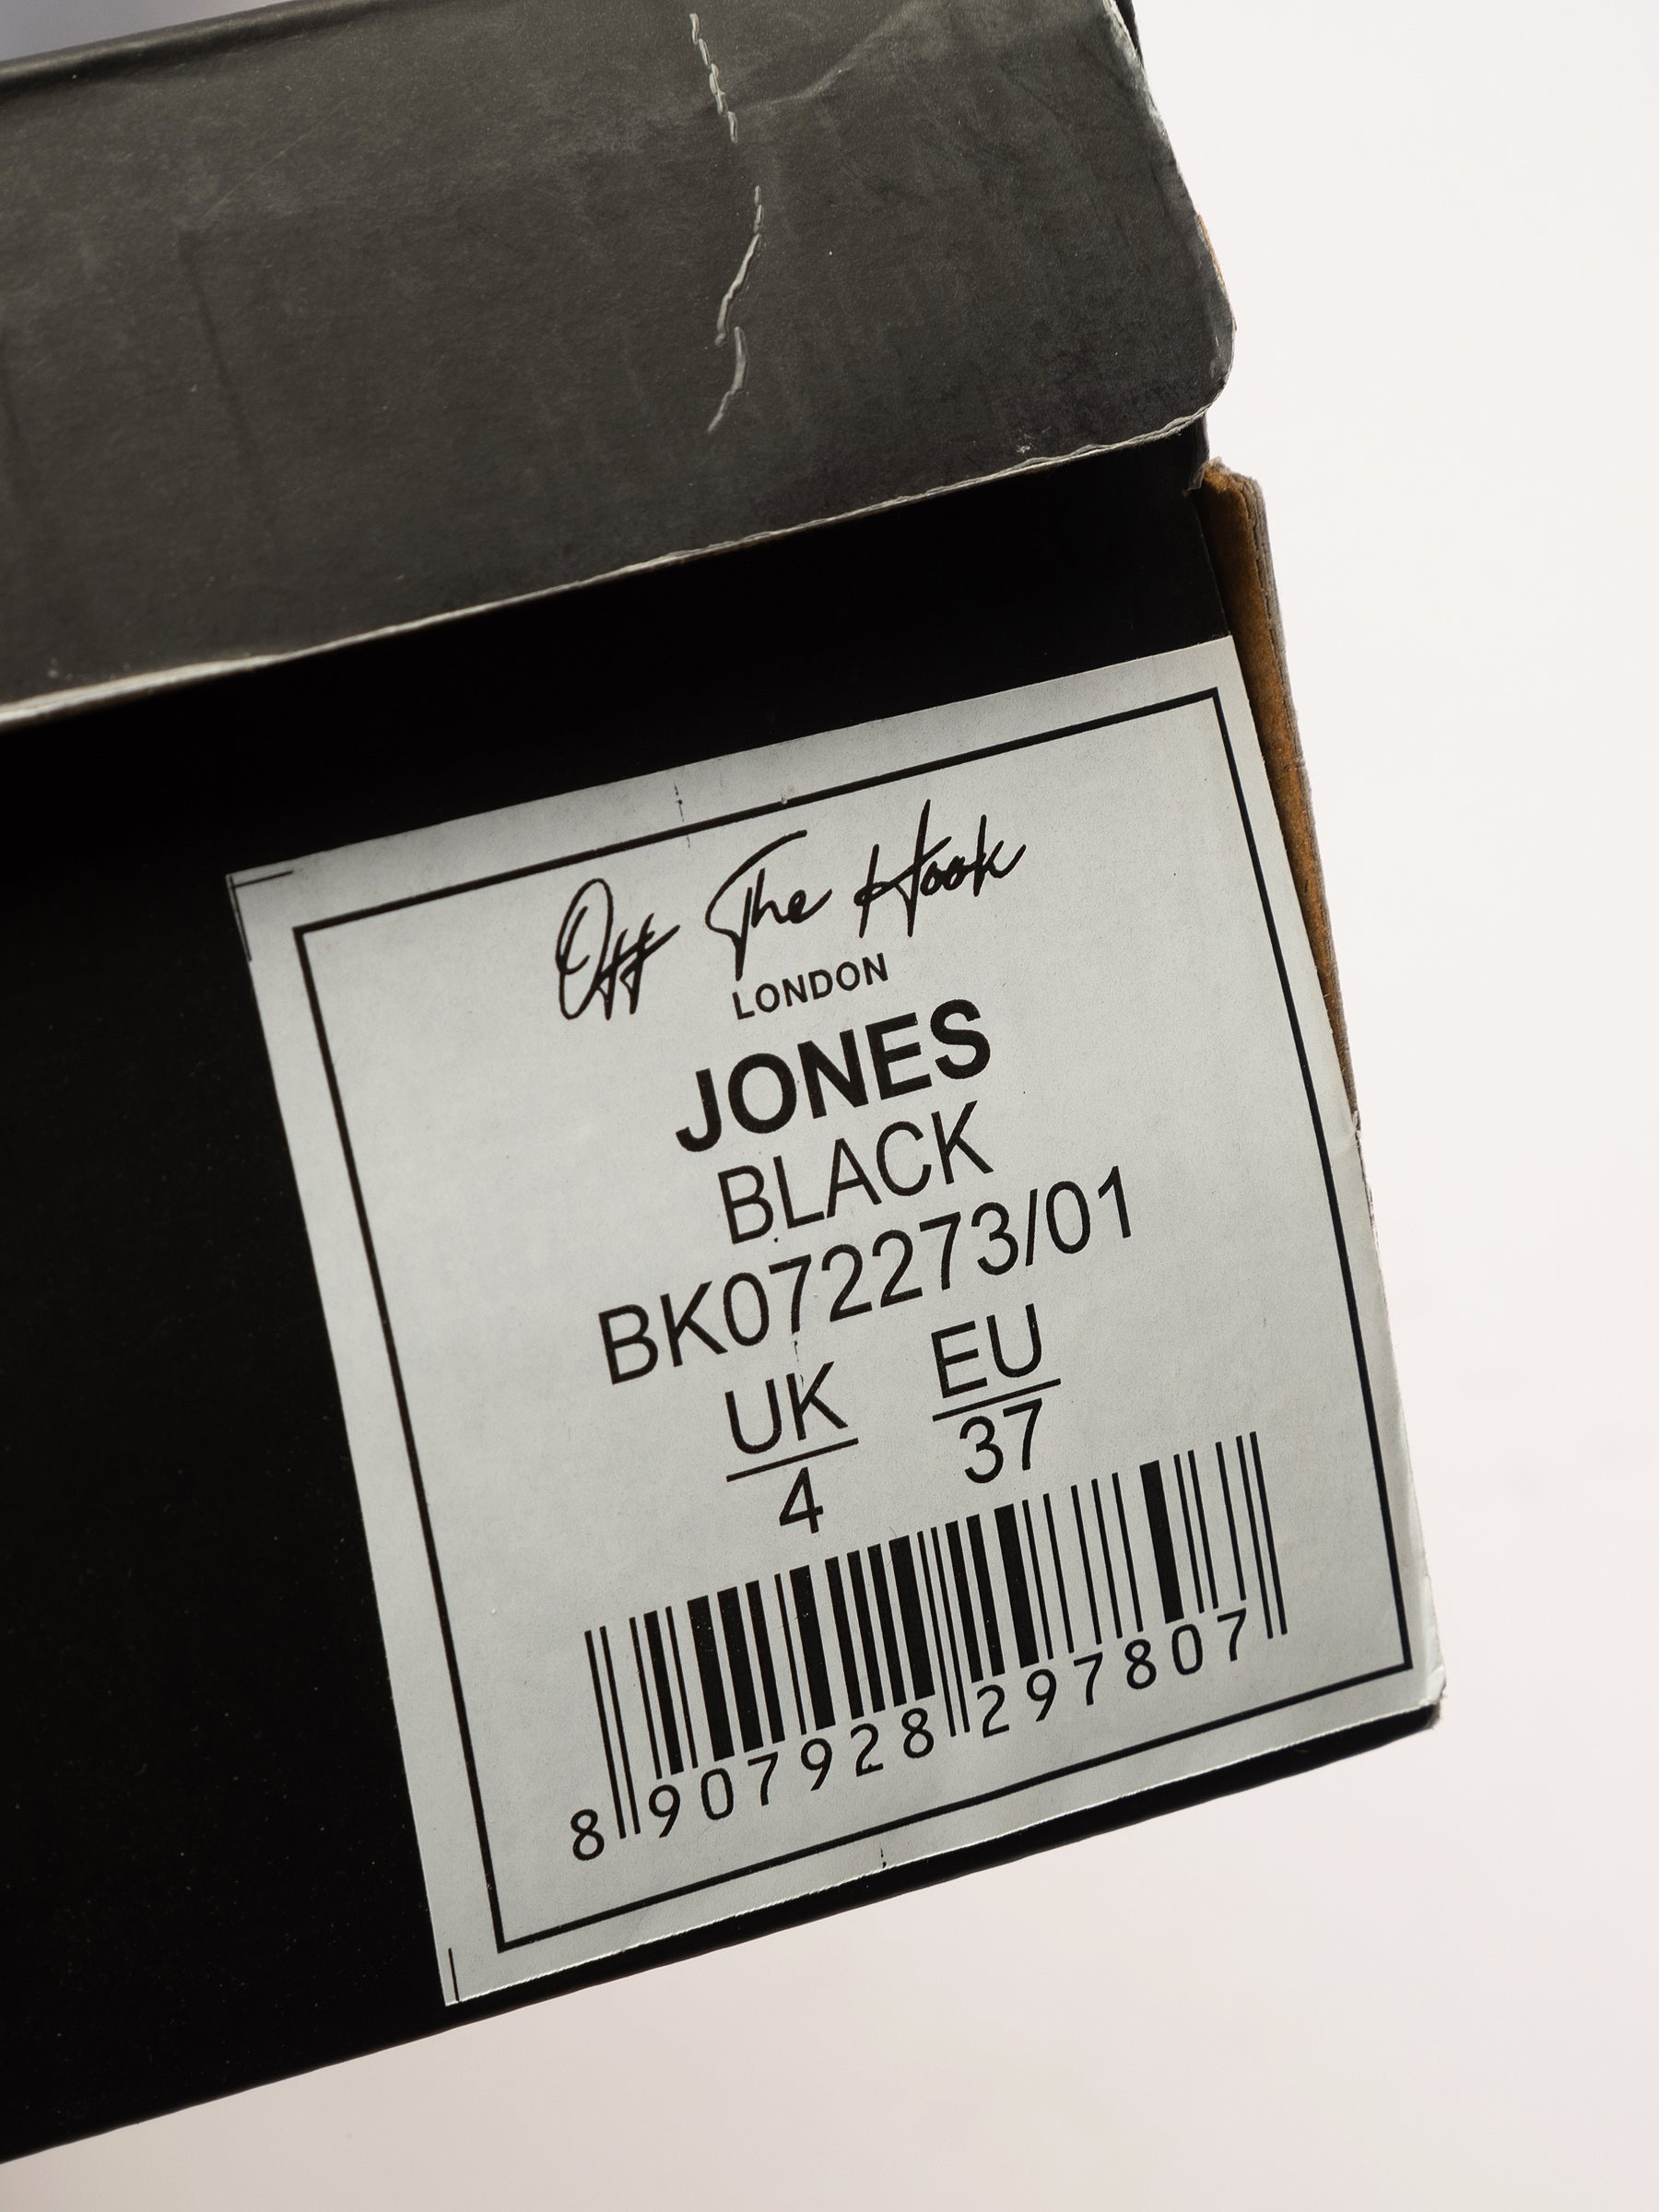 Off The Hook
LONDON
JONES
BLACK
BK072273/01
UK EU
4 37
8 907928 297807